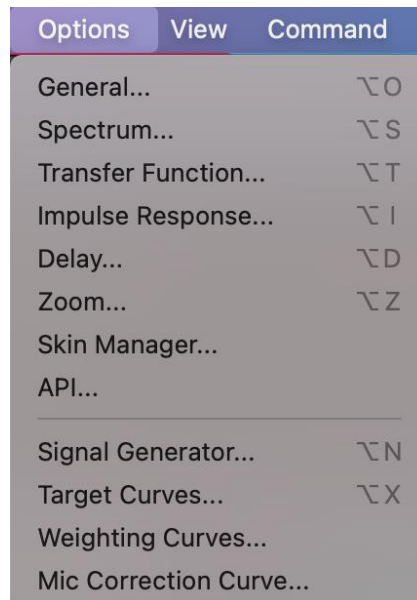 Options View Command
General... ⌥O
Spectrum... ⌥S
Transfer Function... ⌥T
Impulse Response... ⌥I
Delay... ⌥D
Zoom... ⌥Z
Skin Manager...
API...
Signal Generator... ⌥N
Target Curves... ⌥X
Weighting Curves...
Mic Correction Curve...